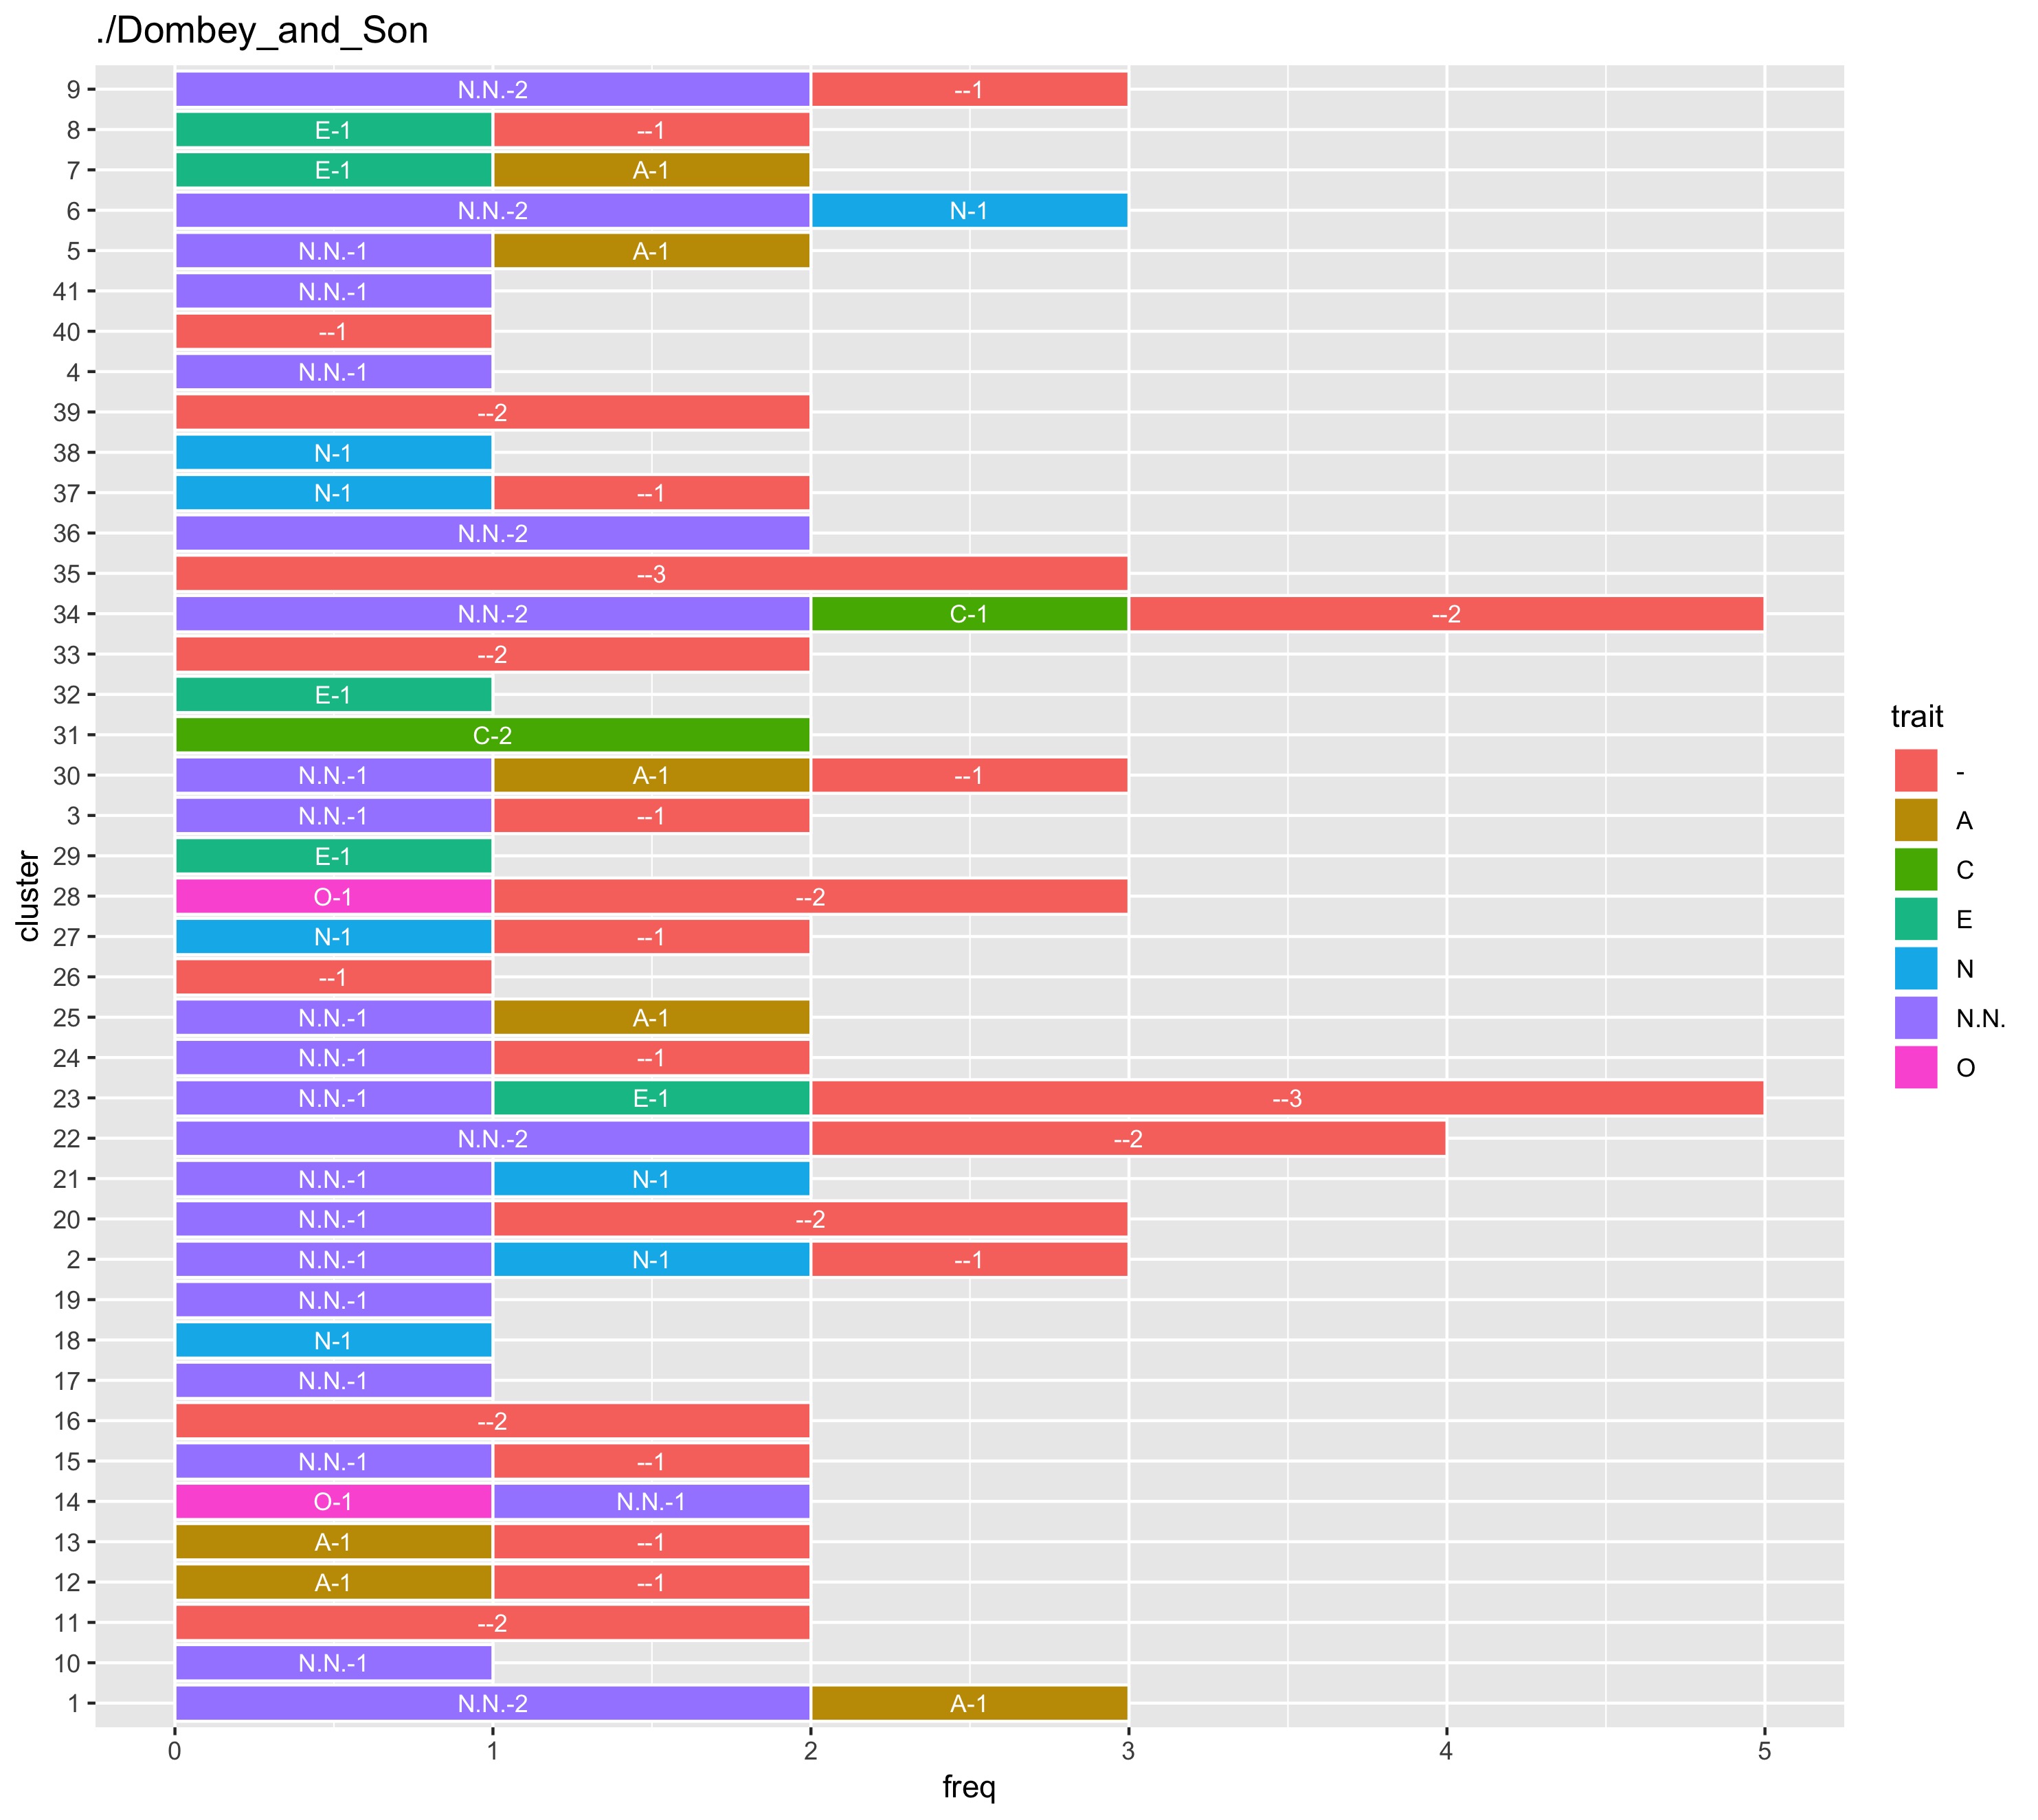 ./Dombey_and_Son
9 N.N.-2 --1
8 E-1 --1
7 E-1 A-1
6 N.N.-2 N-1
5 N.N.-1 A-1
41 N.N.-1
40 --1
4 N.N.-1
39 --2
38 N-1
37 N-1 --1
36 N.N.-2
35 --3
34 N.N.-2 C-1 --2
33 --2
32 E-1
31 C-2
30 N.N.-1 A-1 --1
3 N.N.-1 --1
29 E-1
28 O-1 --2
27 N-1 --1
26 --1
25 N.N.-1 A-1
24 N.N.-1 --1
23 N.N.-1 E-1 --3
22 N.N.-2 --2
21 N.N.-1 N-1
20 N.N.-1 --2
2 N.N.-1 N-1 --1
19 N.N.-1
18 N-1
17 N.N.-1
16 --2
15 N.N.-1 --1
14 O-1 N.N.-1
13 A-1 --1
12 A-1 --1
11 --2
10 N.N.-1
1 N.N.-2 A-1
0 1 2 3 4 5
freq
cluster
trait
-
A
C
E
N
N.N.
O